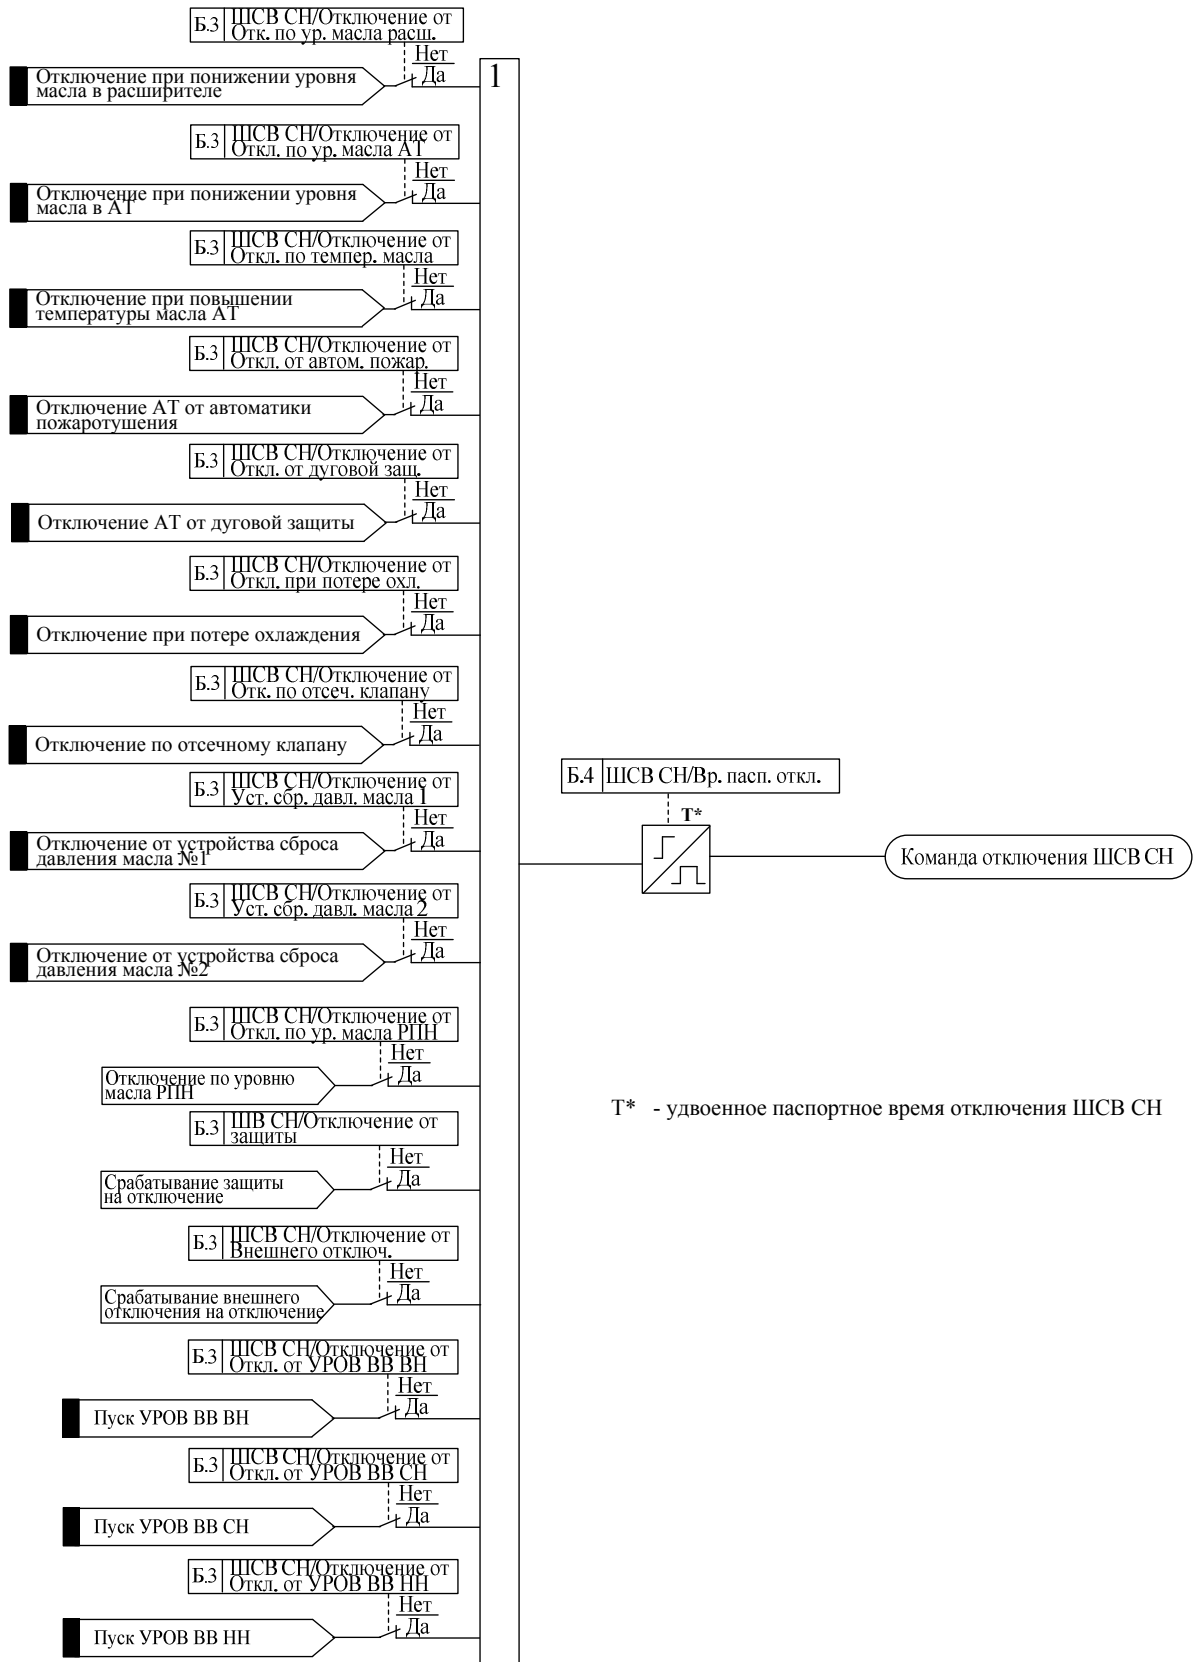 Б.3 ШСВ СН/Отключение от
Отк. по ур. масла расш.
Нет
Да
1
Отключение при понижении уровня
масла в расширителе
Б.3 ШСВ СН/Отключение от
Откл. по ур. масла АТ
Нет
Да
Отключение при понижении уровня
масла в АТ
Б.3 ШСВ СН/Отключение от
Откл. по темпер. масла
Нет
Да
Отключение при повышении
температуры масла АТ
Б.3 ШСВ СН/Отключение от
Откл. от автом. пожар.
Нет
Да
Отключение АТ от автоматики
пожаротушения
Б.3 ШСВ СН/Отключение от
Откл. от дуговой защ.
Нет
Да
Отключение АТ от дуговой защиты
Б.3 ШСВ СН/Отключение от
Откл. при потере охл.
Нет
Да
Отключение при потере охлаждения
Б.3 ШСВ СН/Отключение от
Отк. по отсеч. клапану
Нет
Да
Отключение по отсечному клапану
Б.3 ШСВ СН/Отключение от
Уст. сбр. давл. масла 1
Нет
Да
Отключение от устройства сброса
давления масла №1
Б.3 ШСВ СН/Отключение от
Уст. сбр. давл. масла 2
Нет
Да
Отключение от устройства сброса
давления масла №2
Б.3 ШСВ СН/Отключение от
Откл. по ур. масла РПН
Нет
Да
Отключение по уровню
масла РПН
Б.3 ШВ СН/Отключение от
защиты
Нет
Да
Срабатывание защиты
на отключение
Б.3 ШСВ СН/Отключение от
Внешнего отключ.
Нет
Да
Срабатывание внешнего
отключения на отключение
Б.3 ШСВ СН/Отключение от
Откл. от УРОВ ВВ ВН
Нет
Да
Пуск УРОВ ВВ ВН
Б.3 ШСВ СН/Отключение от
Откл. от УРОВ ВВ СН
Нет
Да
Пуск УРОВ ВВ СН
Б.3 ШСВ СН/Отключение от
Откл. от УРОВ ВВ НН
Нет
Да
Пуск УРОВ ВВ НН
Б.4 ШСВ СН/Вр. пасп. откл.
Т*
Команда отключения ШСВ СН
Т* - удвоенное паспортное время отключения ШСВ СН